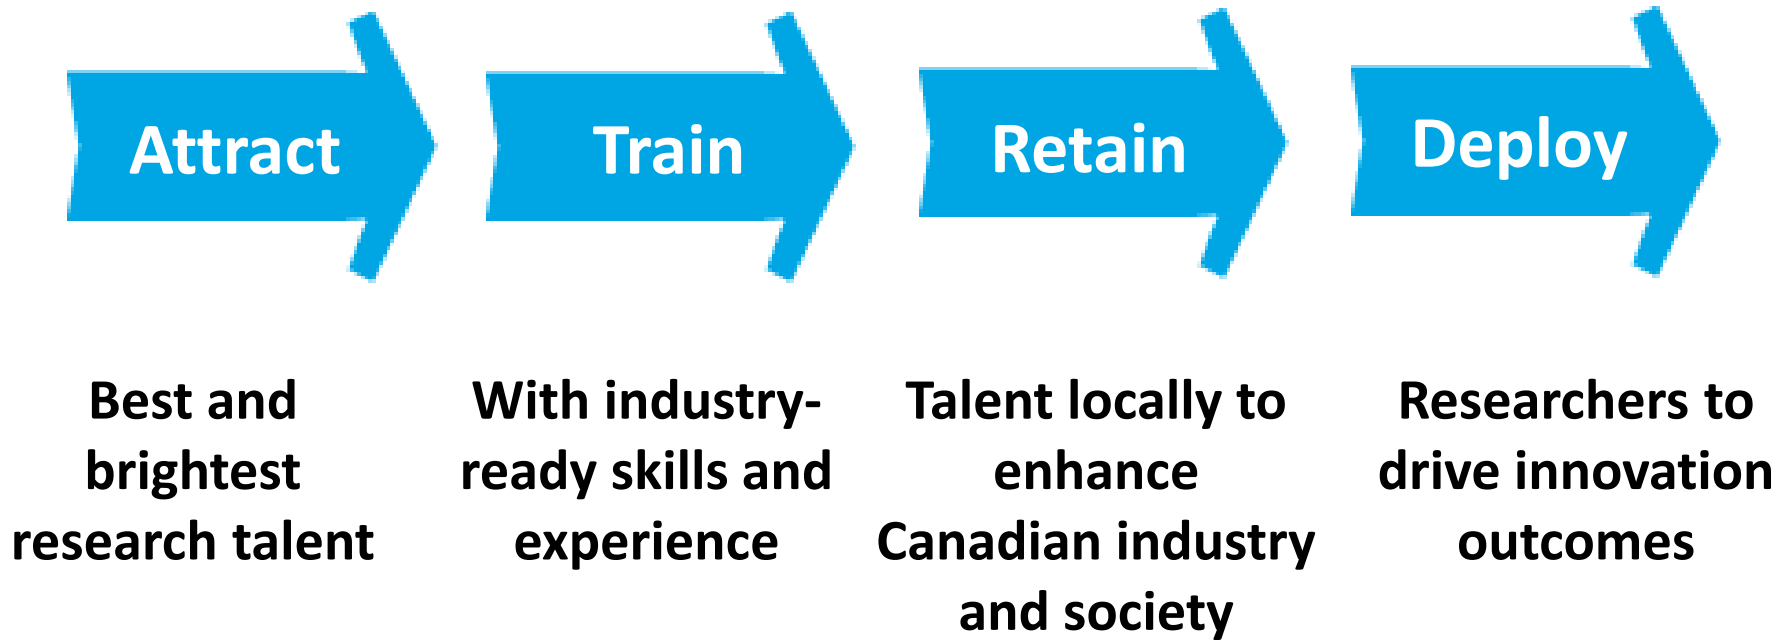 Attract
Train
Retain
Deploy
Best and
brightest
research talent
With industry-
ready skills and
experience
Talent locally to
enhance
Canadian industry
and society
Researchers to
drive innovation
outcomes